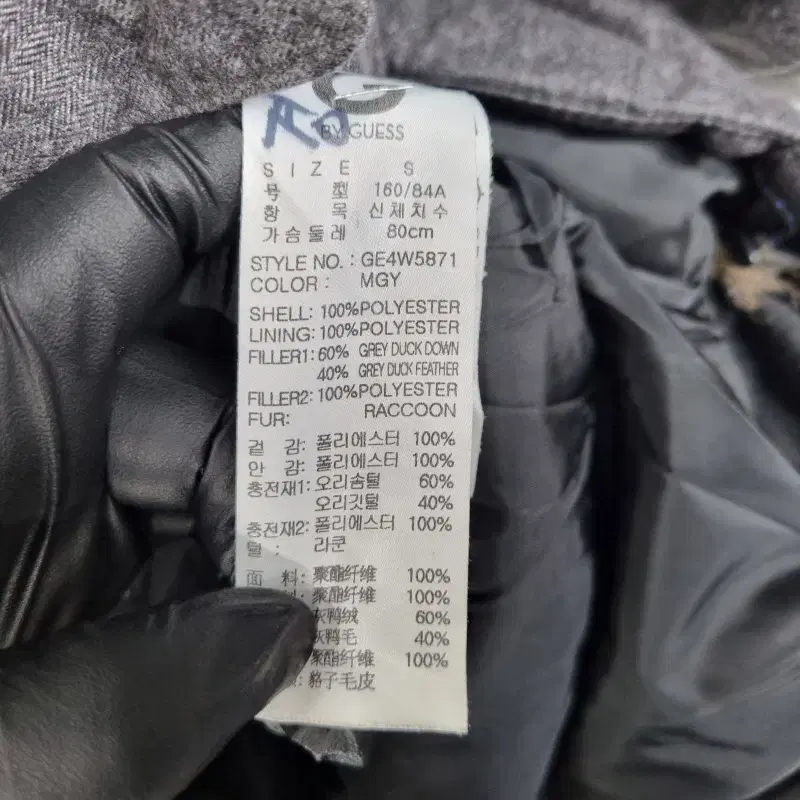 G
BY GUESS
SIZE S
号 型 160/84A
항 목 신체치수
가슴둘레 80cm
STYLE NO. : GE4W5871
COLOR : MGY
SHELL: 100%POLYESTER
LINING: 100%POLYESTER
FILLER1: 60% GREY DUCK DOWN
40% GREY DUCK FEATHER
FILLER2: 100%POLYESTER
FUR: RACCOON
겉 감: 폴리에스터 100%
안 감: 폴리에스터 100%
충전재1: 오리솜털 60%
오리깃털 40%
충전재2: 폴리에스터 100%
털 : 라쿤
面 料: 聚酯纤维 100%
聚酯纤维 100%
灰鸭绒 60%
灰鸭毛 40%
聚酯纤维 100%
貉子毛皮